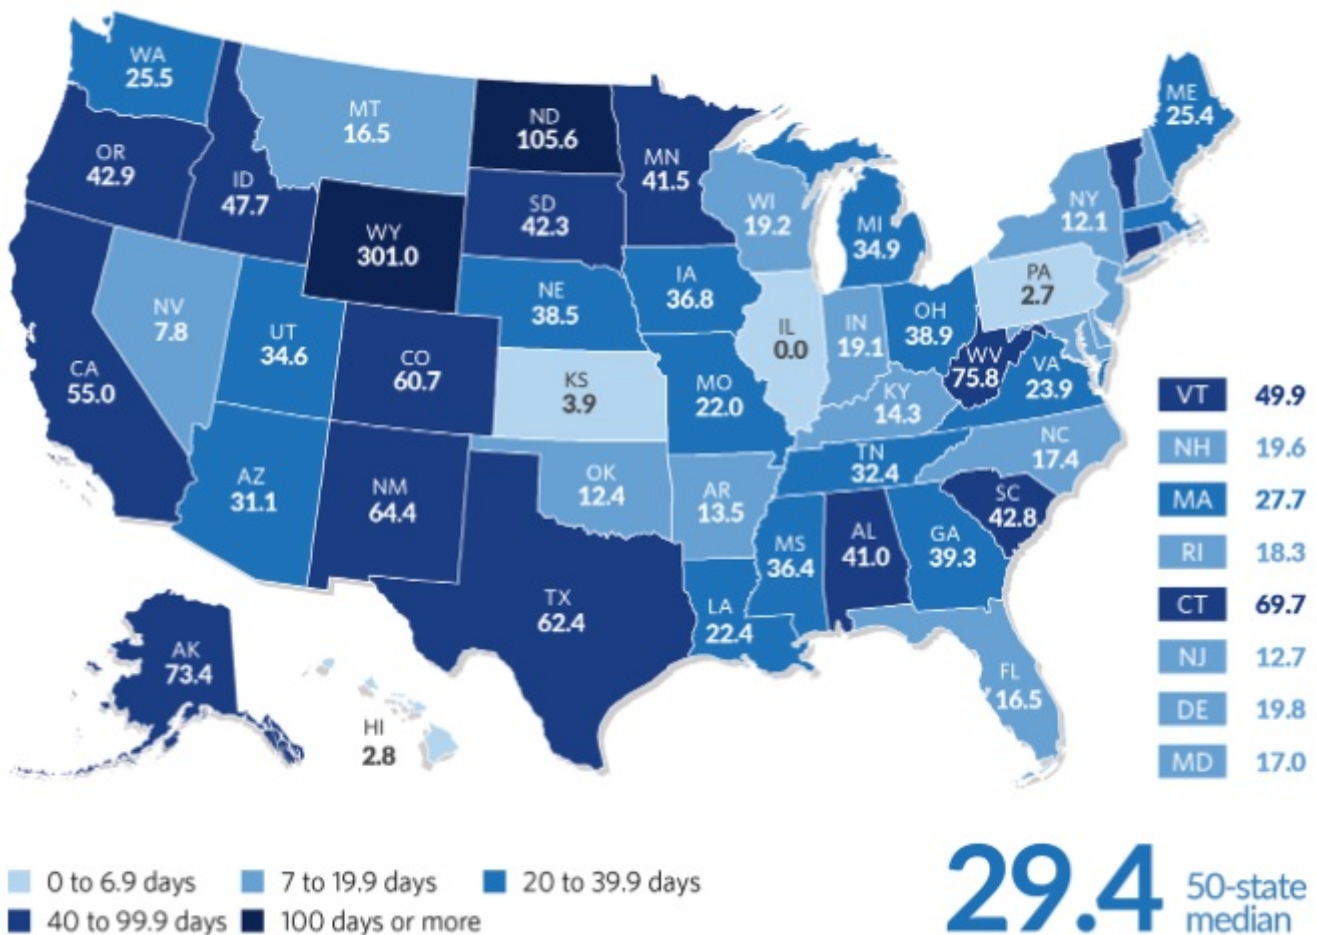 WA
25.5
MT
16.5
ND
105.6
ME
25.4
OR
42.9
ID
47.7
MN
41.5
SD
42.3
WI
19.2
NY
12.1
WY
301.0
MI
34.9
NV
7.8
UT
34.6
NE
38.5
IA
36.8
PA
2.7
IL
0.0
IN
19.1
OH
38.9
CA
55.0
CO
60.7
KS
3.9
MO
22.0
WV
75.8
VA
23.9
KY
14.3
VT 49.9
NH 19.6
MA 27.7
RI 18.3
CT 69.7
NJ 12.7
DE 19.8
MD 17.0
AZ
31.1
NM
64.4
OK
12.4
AR
13.5
TN
32.4
NC
17.4
SC
42.8
MS
36.4
AL
41.0
GA
39.3
TX
62.4
LA
22.4
FL
16.5
AK
73.4
HI
2.8
0 to 6.9 days
7 to 19.9 days
20 to 39.9 days
40 to 99.9 days
100 days or more
29.4
50-state
median